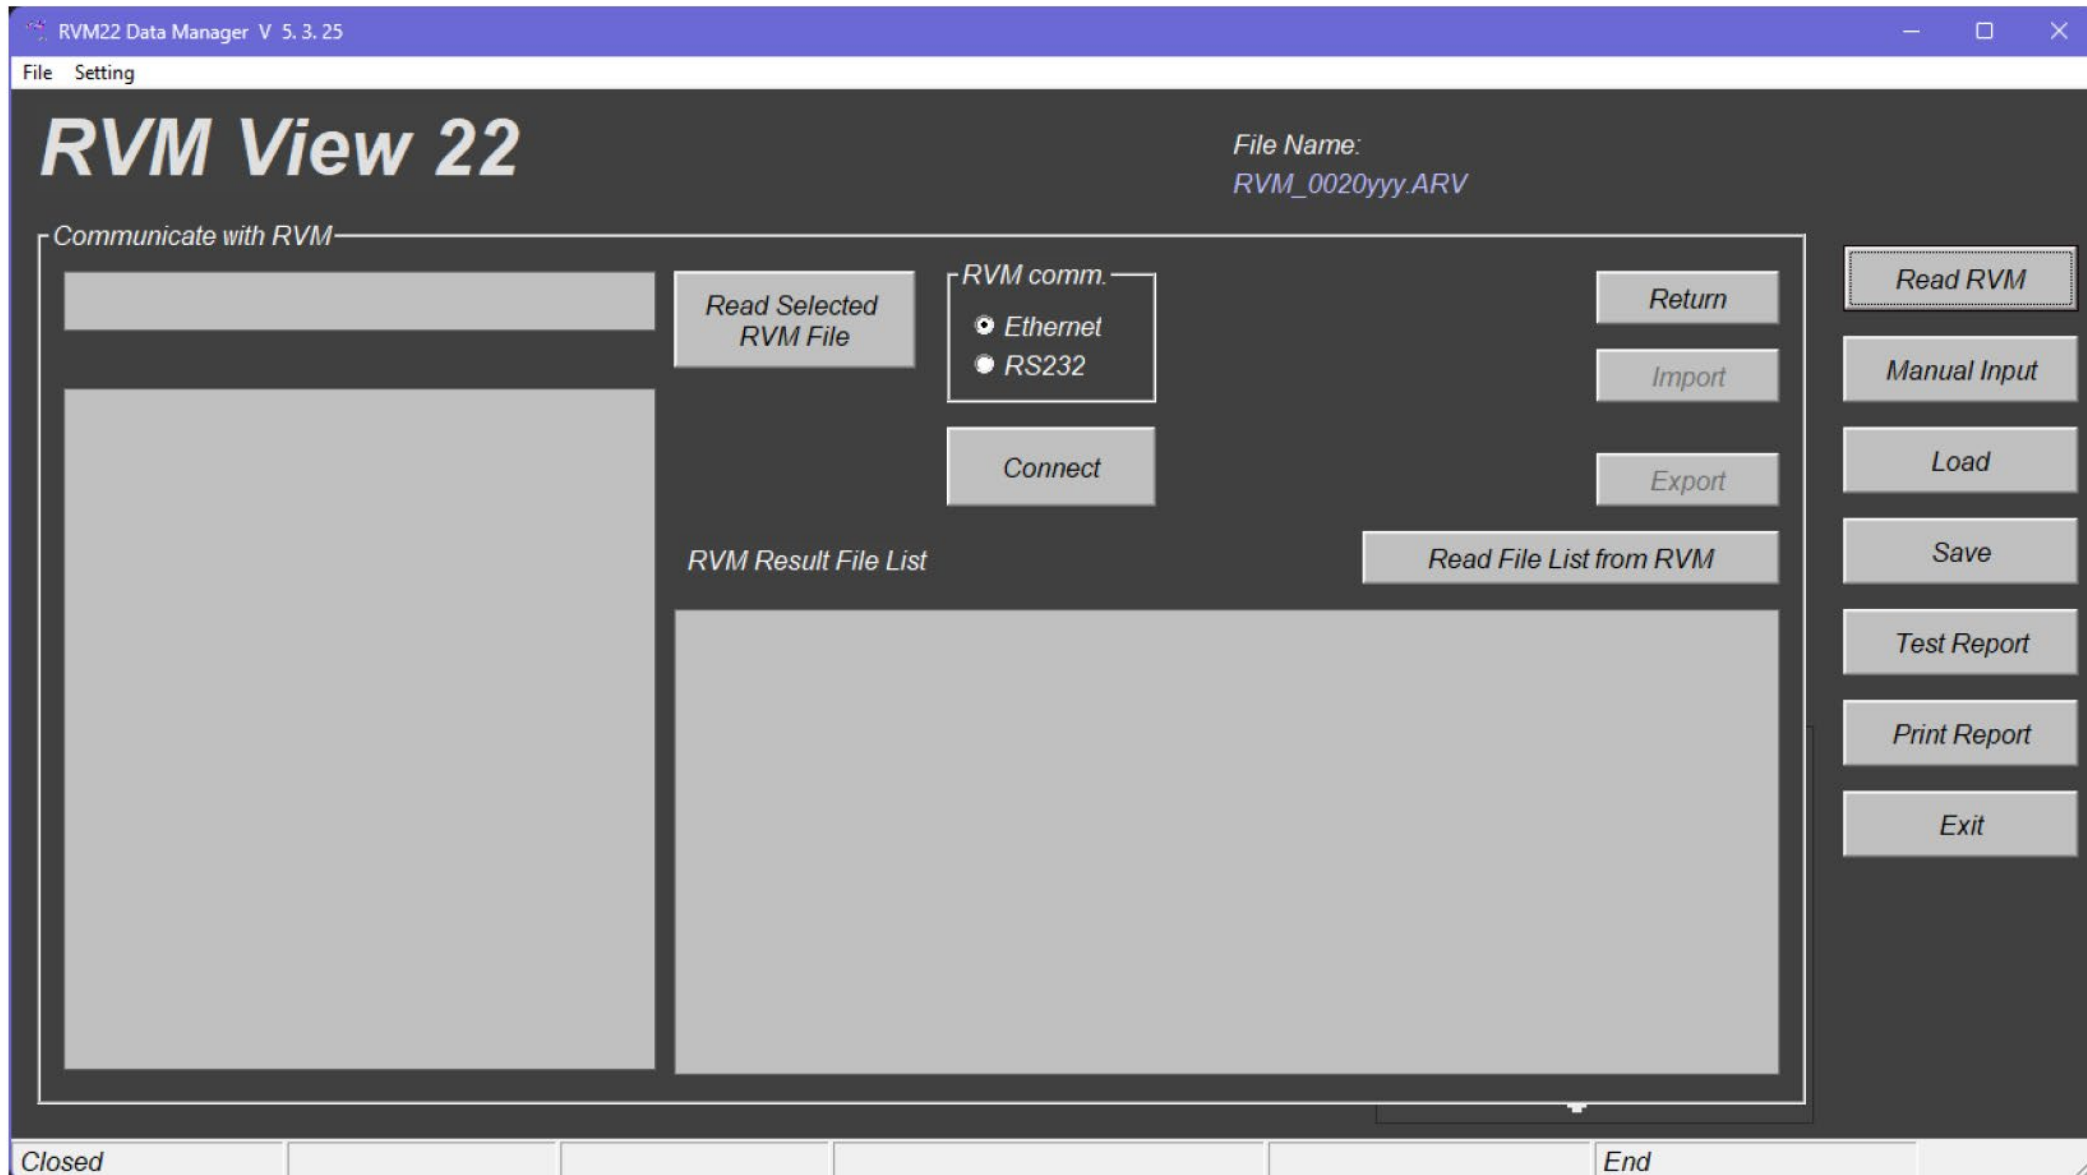 RVM22 Data Manager V 5. 3. 25
File Setting
RVM View 22
File Name:
RVM_0020yyy.ARV
Communicate with RVM
Read Selected
RVM File
RVM comm.
Ethernet
RS232
Connect
Return
Import
Export
RVM Result File List
Read File List from RVM
Read RVM
Manual Input
Load
Save
Test Report
Print Report
Exit
Closed
End